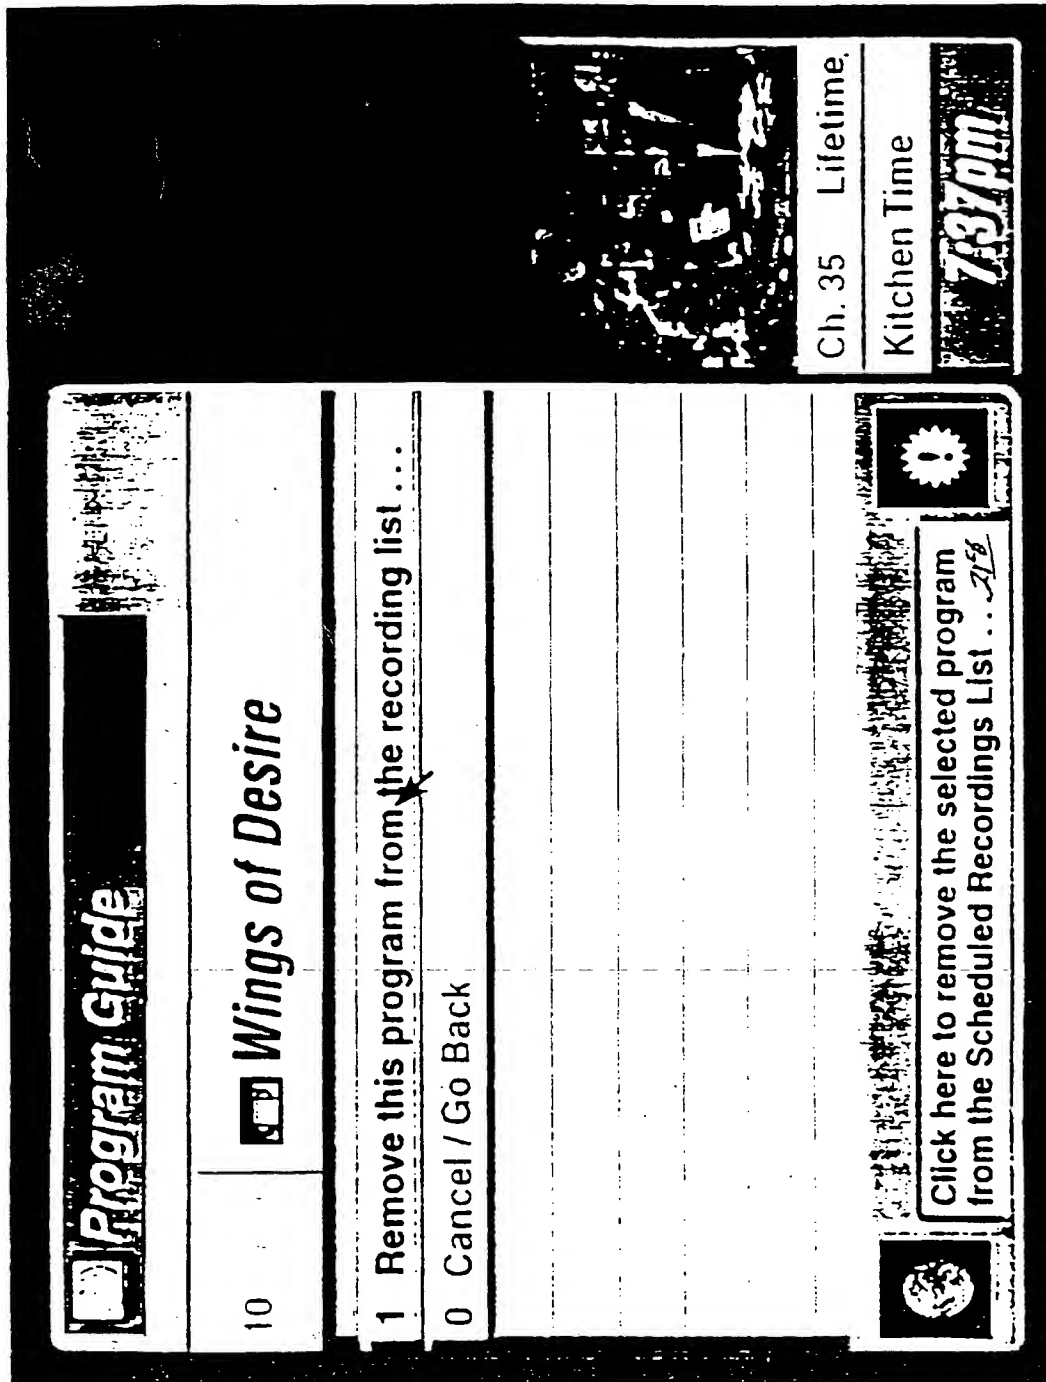 Program Guide
10 Wings of Desire
1 Remove this program from the recording list ...
0 Cancel / Go Back
Click here to remove the selected program
from the Scheduled Recordings List ... 218
Ch. 35 Lifetime
Kitchen Time
7:37pm